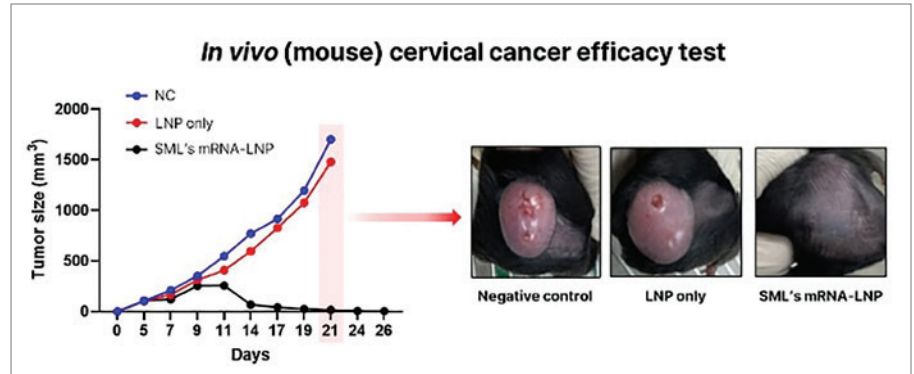 In vivo (mouse) cervical cancer efficacy test
NC
LNP only
SML's mRNA-LNP
Tumor size (mm³)
2000
1500
1000
500
0
0 5 7 9 11 14 17 19 21 24 26
Days
Negative control
LNP only
SML's mRNA-LNP